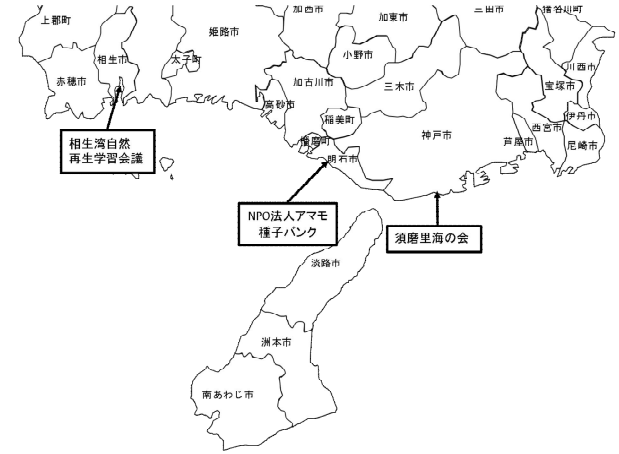 加西市
三田市
猪名川町
上郡町
姫路市
加東市
相生市
太子町
小野市
川西市
赤穂市
加古川市
三木市
宝塚市
高砂市
稲美町
伊丹市
神戸市
西宮市
播磨町
芦屋市
尼崎市
明石市
相生湾自然
再生学習会議
NPO法人アマモ
種子バンク
須磨里海の会
淡路市
洲本市
南あわじ市